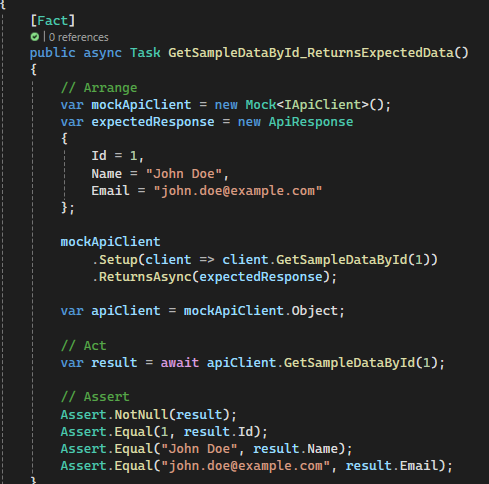 {
[Fact]
| 0 references
public async Task GetSampleDataById_ReturnsExpectedData()
{
// Arrange
var mockApiClient = new Mock<IApiClient>();
var expectedResponse = new ApiResponse
{
Id = 1,
Name = "John Doe",
Email = "john.doe@example.com"
};
mockApiClient
.Setup(client => client.GetSampleDataById(1))
.ReturnsAsync(expectedResponse);
var apiClient = mockApiClient.Object;
// Act
var result = await apiClient.GetSampleDataById(1);
// Assert
Assert.NotNull(result);
Assert.Equal(1, result.Id);
Assert.Equal("John Doe", result.Name);
Assert.Equal("john.doe@example.com", result.Email);
}